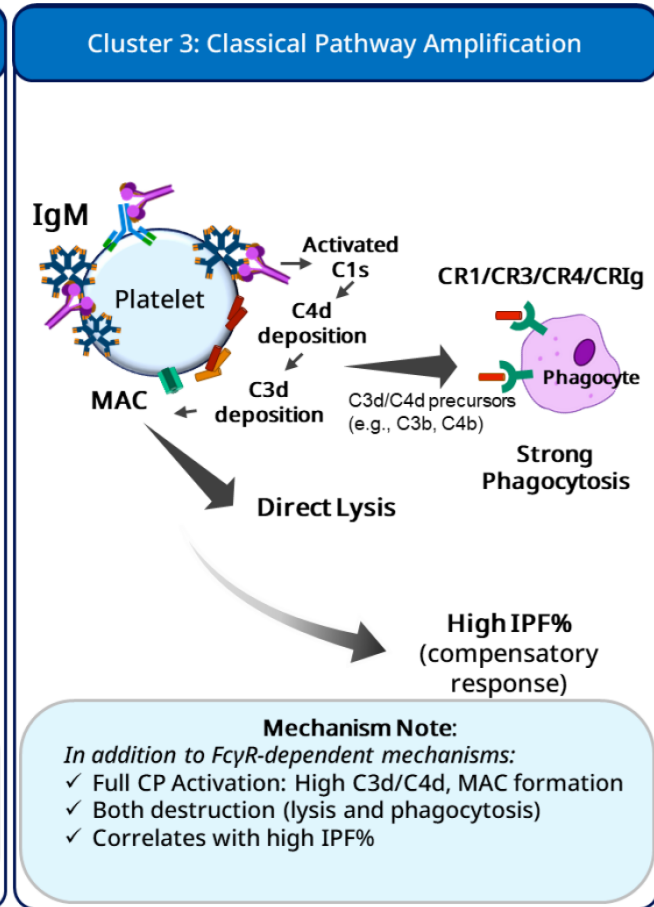 Cluster 3: Classical Pathway Amplification
IgM
Platelet
Activated
C1s
C4d
deposition
C3d
deposition
MAC
CR1/CR3/CR4/CRIg
Phagocyte
C3d/C4d precursors
(e.g., C3b, C4b)
Strong
Phagocytosis
Direct Lysis
High IPF%
(compensatory
response)
Mechanism Note:
In addition to FcγR-dependent mechanisms:
✓ Full CP Activation: High C3d/C4d, MAC formation
✓ Both destruction (lysis and phagocytosis)
✓ Correlates with high IPF%